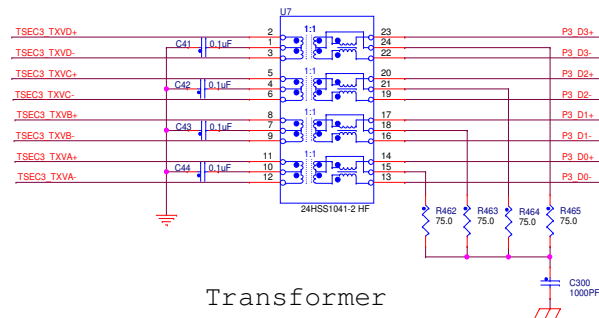 U7
TSEC3_TXVD+ 2 1:1 23 P3_D3+
C41 0.1uF 1 24
TSEC3_TXVD- 3 22 P3_D3-
TSEC3_TXVC+ 5 1:1 20 P3_D2+
C42 0.1uF 4 21
TSEC3_TXVC- 6 19 P3_D2-
TSEC3_TXVB+ 8 1:1 17 P3_D1+
C43 0.1uF 7 18
TSEC3_TXVB- 9 16 P3_D1-
TSEC3_TXVA+ 11 1:1 14 P3_D0+
C44 0.1uF 10 15
TSEC3_TXVA- 12 13 P3_D0-
24HSS1041-2 HF
R462 R463 R464 R465
75.0 75.0 75.0 75.0
C300
1000PF
Transformer